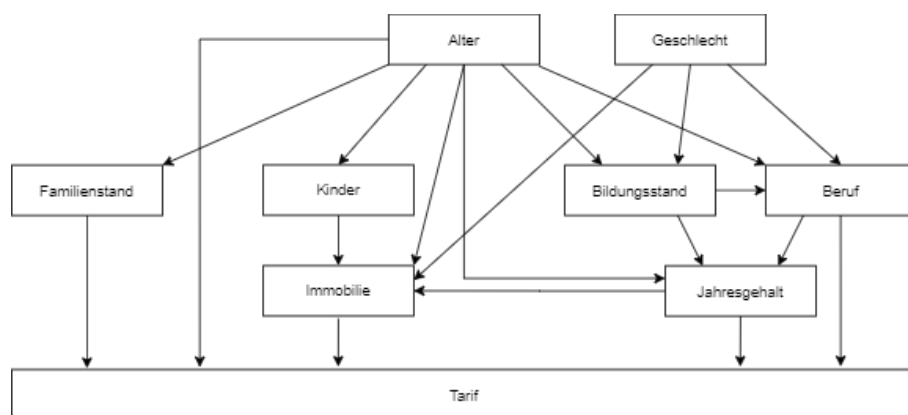 Alter
Geschlecht
Familienstand
Kinder
Bildungsstand
Beruf
Immobilie
Jahresgehalt
Tarif